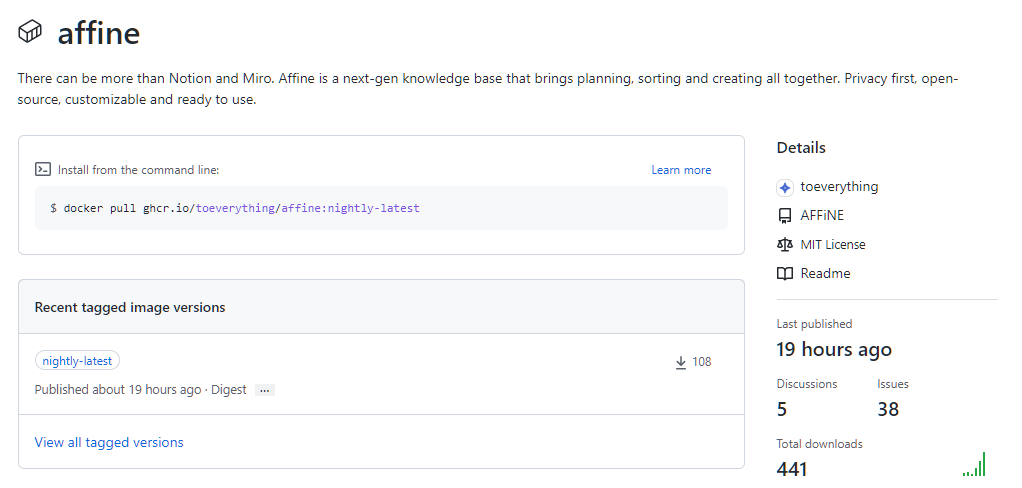 affine
There can be more than Notion and Miro. Affine is a next-gen knowledge base that brings planning, sorting and creating all together. Privacy first, open-
source, customizable and ready to use.
Install from the command line:
Learn more
$ docker pull ghcr.io/toeverything/affine:nightly-latest
Recent tagged image versions
nightly-latest
108
Published about 19 hours ago · Digest ...
View all tagged versions
Details
toeverything
AFFiNE
MIT License
Readme
Last published
19 hours ago
Discussions Issues
5 38
Total downloads
441